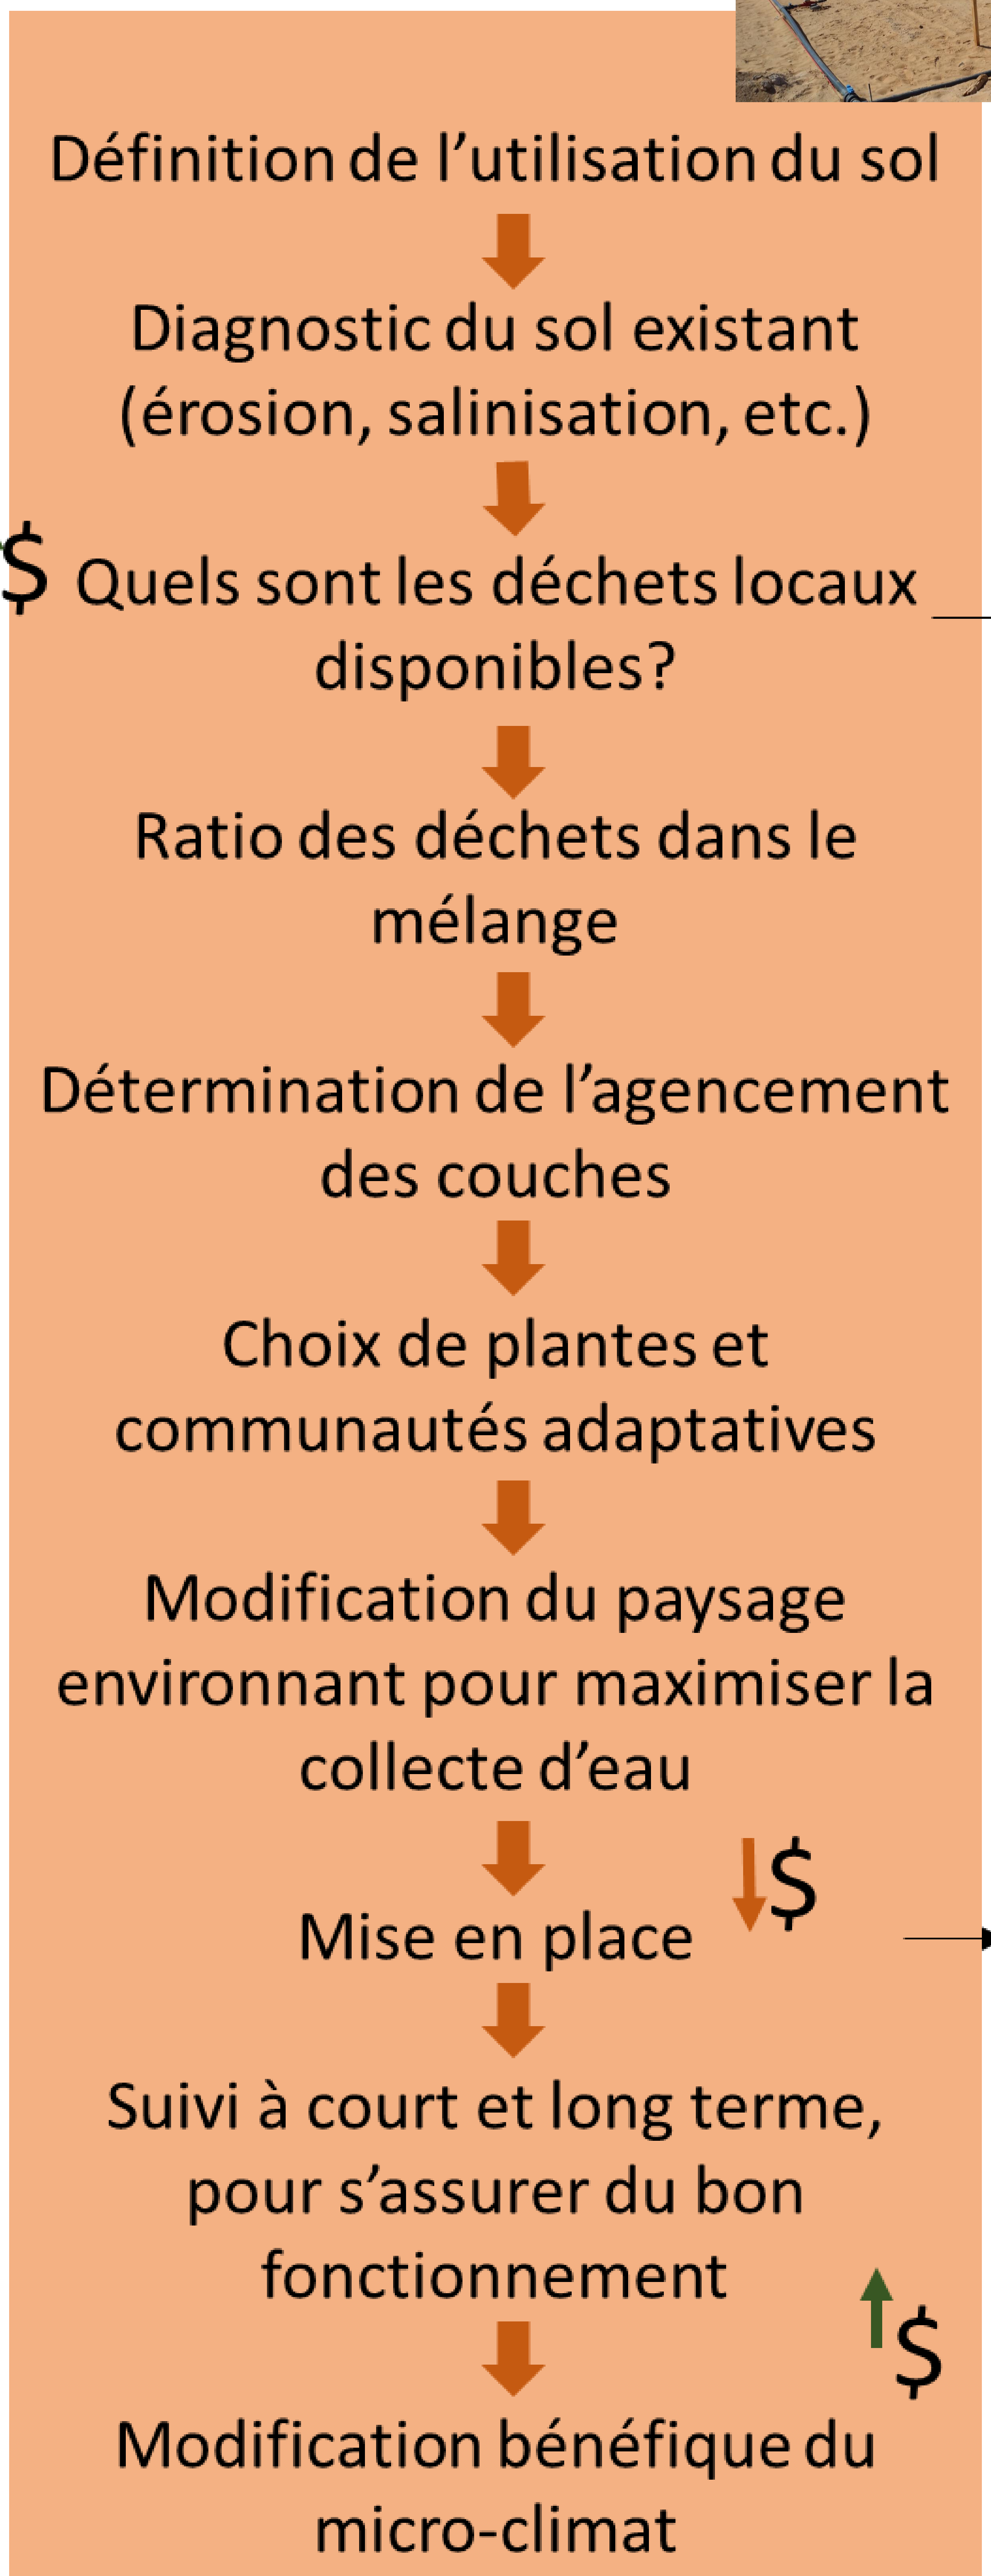 Définition de l’utilisation du sol
Diagnostic du sol existant
(érosion, salinisation, etc.)
$ Quels sont les déchets locaux
disponibles?
Ratio des déchets dans le
mélange
Détermination de l’agencement
des couches
Choix de plantes et
communautés adaptatives
Modification du paysage
environnant pour maximiser la
collecte d’eau
$
Mise en place
Suivi à court et long terme,
pour s’assurer du bon
fonctionnement
$
Modification bénéfique du
micro-climat